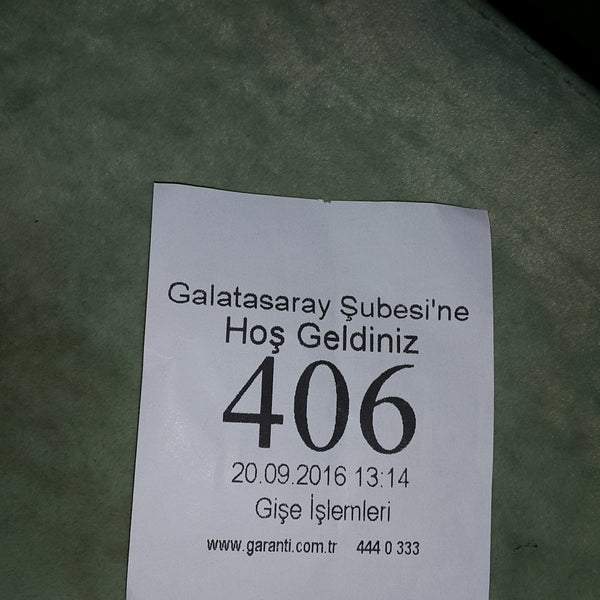 Galatasaray Şubesi'ne
Hoş Geldiniz
406
20.09.2016 13:14
Gişe İşlemleri
www.garanti.com.tr 444 0 333